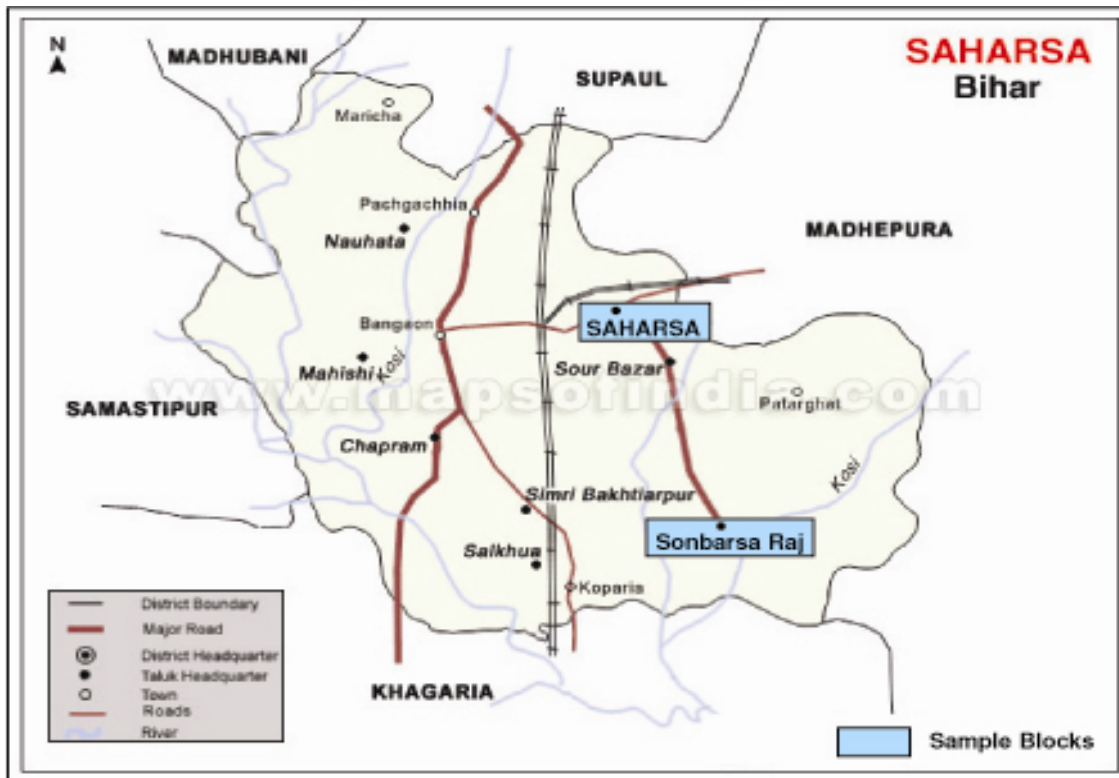 N
MADHUBANI
SUPAUL
SAHARSA
Bihar
Maricha
Pachgachhia
Nauhata
MADHEPURA
Bangaon
SAHARSA
Mahishi
Kosi
Sour Bazar
www.mapsofindia.com
Patarghat
SAMASTIPUR
Chapram
Kosi
Simri Bakhtiarpur
Sonbarsa Raj
Salkhua
Koparia
District Boundary
Major Road
District Headquarter
Taluk Headquarter
Town
Roads
River
KHAGARIA
Sample Blocks